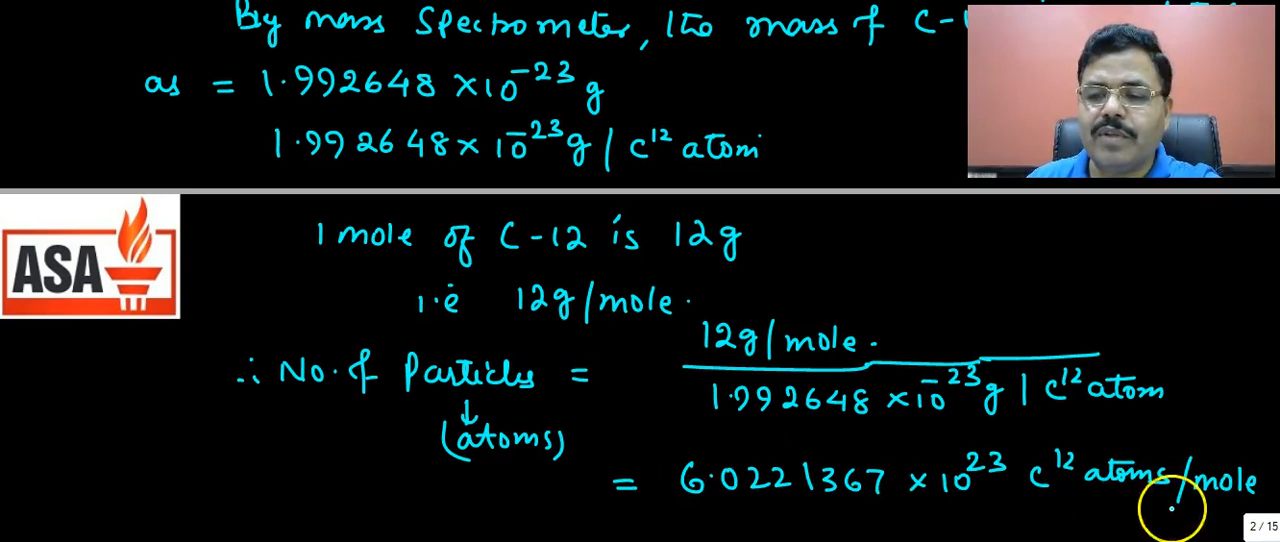 By mass Spectrometer, the mass of C-
as = 1.992648 ×10⁻²³ g
1.992648 × 10⁻²³ g / C¹² atom
ASA
1 mole of C-12 is 12g
i.e 12g/mole.
12g/mole.
∴ No. of Particles =
1.992648 ×10⁻²³ g / C¹² atom
↓
(atoms)
= 6.0221367 ×10²³ C¹² atoms/mole
2 / 15